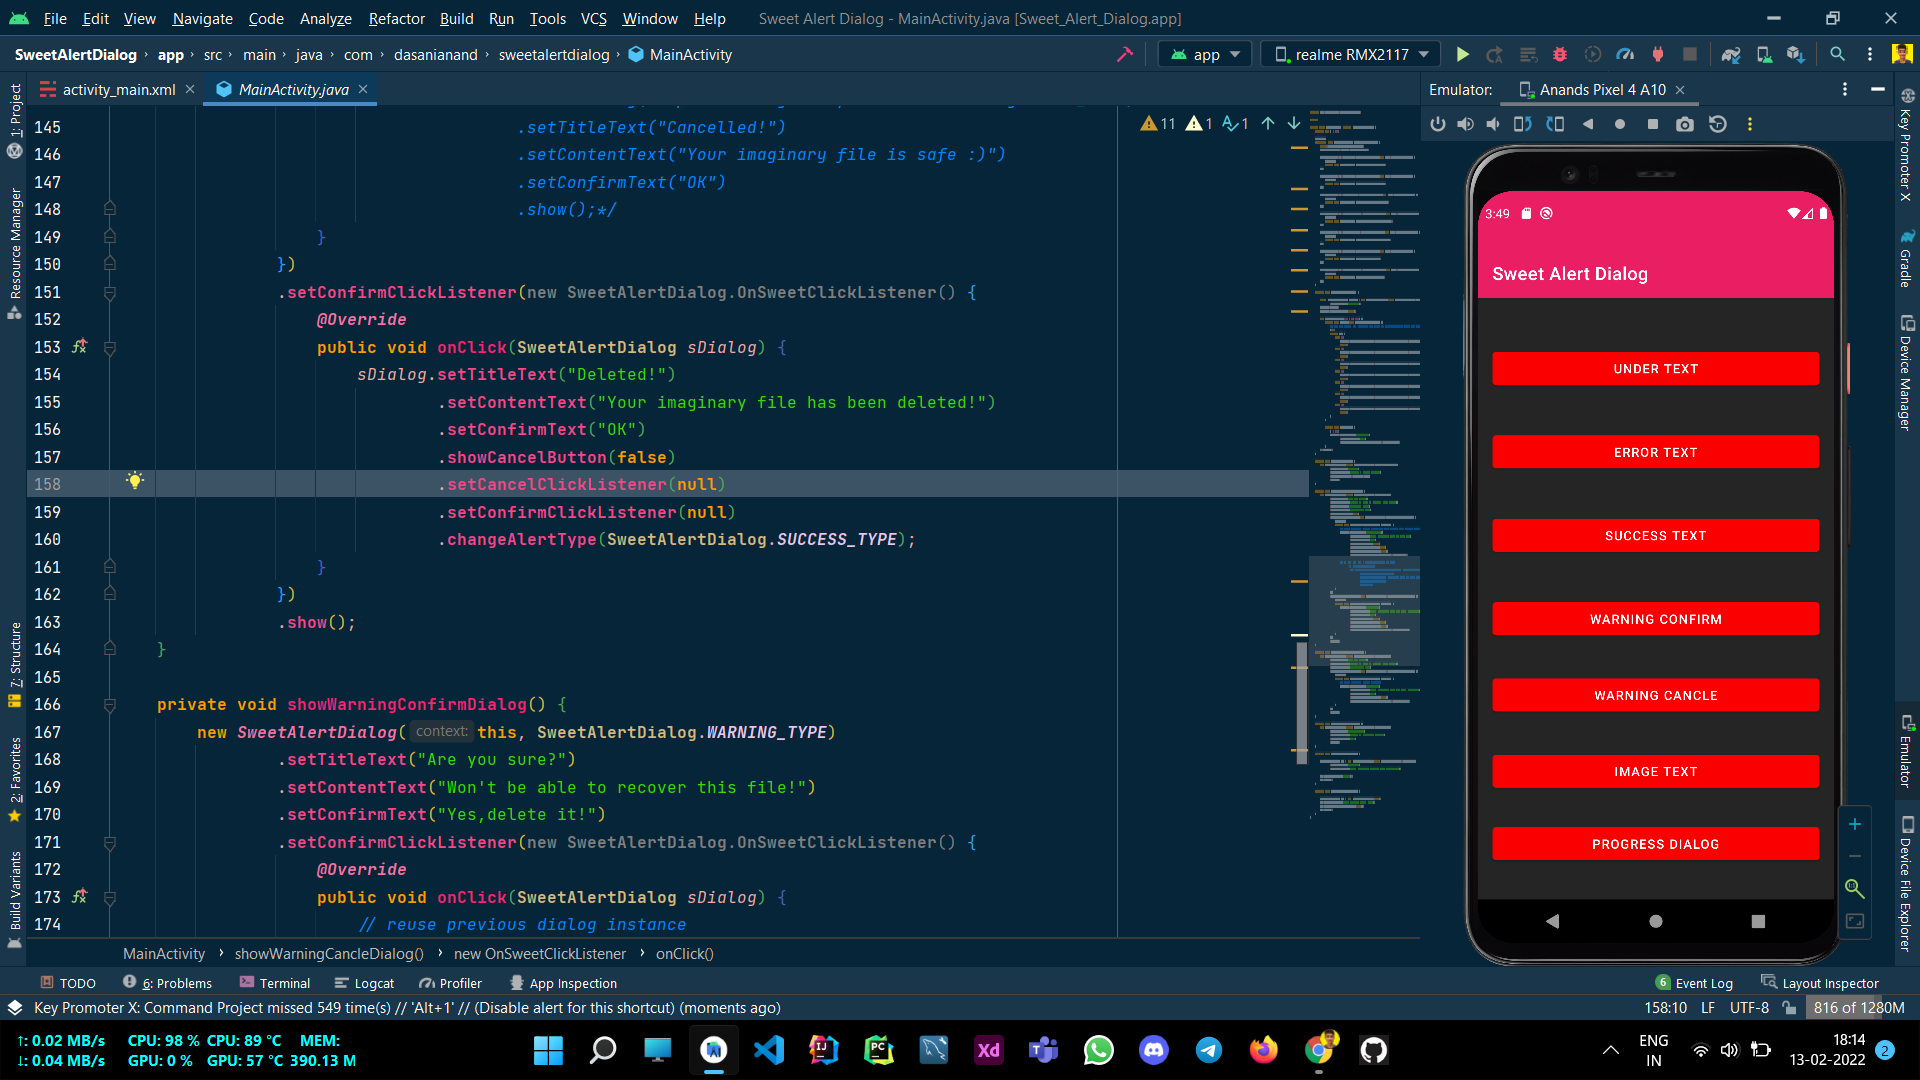 File Edit View Navigate Code Analyze Refactor Build Run Tools VCS Window Help Sweet Alert Dialog - MainActivity.java [Sweet_Alert_Dialog.app]
SweetAlertDialog › app › src › main › java › com › dasanianand › sweetalertdialog › MainActivity
app realme RMX2117
activity_main.xml MainActivity.java
Emulator: Anands Pixel 4 A10
11 1 1
145 .setTitleText("Cancelled!")
146 .setContentText("Your imaginary file is safe :)")
147 .setConfirmText("OK")
148 .show();*/
149 }
150 })
151 .setConfirmClickListener(new SweetAlertDialog.OnSweetClickListener() {
152 @Override
153 public void onClick(SweetAlertDialog sDialog) {
154 sDialog.setTitleText("Deleted!")
155 .setContentText("Your imaginary file has been deleted!")
156 .setConfirmText("OK")
157 .showCancelButton(false)
158 .setCancelClickListener(null)
159 .setConfirmClickListener(null)
160 .changeAlertType(SweetAlertDialog.SUCCESS_TYPE);
161 }
162 })
163 .show();
164 }
165
166 private void showWarningConfirmDialog() {
167 new SweetAlertDialog( context: this, SweetAlertDialog.WARNING_TYPE)
168 .setTitleText("Are you sure?")
169 .setContentText("Won't be able to recover this file!")
170 .setConfirmText("Yes,delete it!")
171 .setConfirmClickListener(new SweetAlertDialog.OnSweetClickListener() {
172 @Override
173 public void onClick(SweetAlertDialog sDialog) {
174 // reuse previous dialog instance
1: Project
Resource Manager
7: Structure
2: Favorites
Build Variants
3:49
Sweet Alert Dialog
UNDER TEXT
ERROR TEXT
SUCCESS TEXT
WARNING CONFIRM
WARNING CANCLE
IMAGE TEXT
PROGRESS DIALOG
Key Promoter X
Gradle
Device Manager
Emulator
Device File Explorer
MainActivity › showWarningCancleDialog() › new OnSweetClickListener › onClick()
TODO 6: Problems Terminal Logcat Profiler App Inspection 6 Event Log Layout Inspector
Key Promoter X: Command Project missed 549 time(s) // 'Alt+1' // (Disable alert for this shortcut) (moments ago) 158:10 LF UTF-8 816 of 1280M
↑: 0.02 MB/s CPU: 98 % CPU: 89 °C MEM:
↓: 0.04 MB/s GPU: 0 % GPU: 57 °C 390.13 M
ENG
IN
18:14
13-02-2022
2